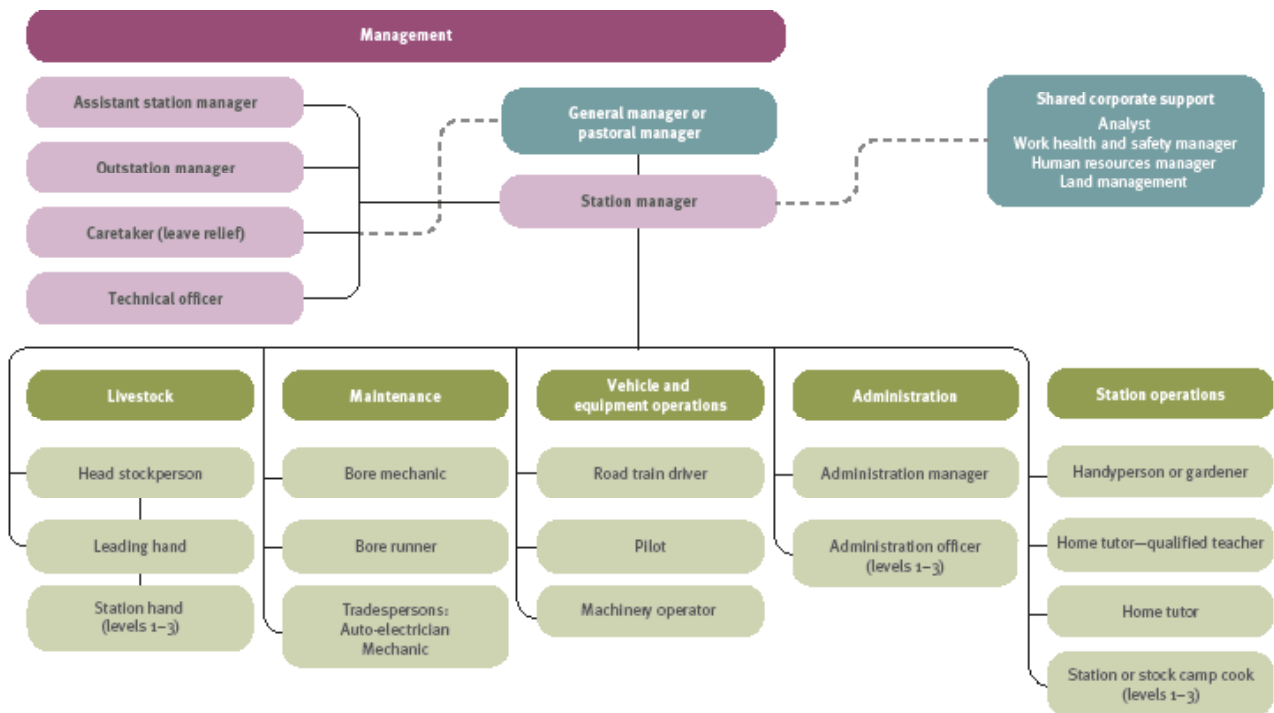 Management
Assistant station manager
Outstation manager
Caretaker (leave relief)
Technical officer
General manager or
pastoral manager
Station manager
Shared corporate support
Analyst
Work health and safety manager
Human resources manager
Land management
Livestock
Head stockperson
Leading hand
Station hand
(levels 1–3)
Maintenance
Bore mechanic
Bore runner
Tradespersons:
Auto-electrician
Mechanic
Vehicle and
equipment operations
Road train driver
Pilot
Machinery operator
Administration
Administration manager
Administration officer
(levels 1–3)
Station operations
Handyperson or gardener
Home tutor—qualified teacher
Home tutor
Station or stock camp cook
(levels 1–3)